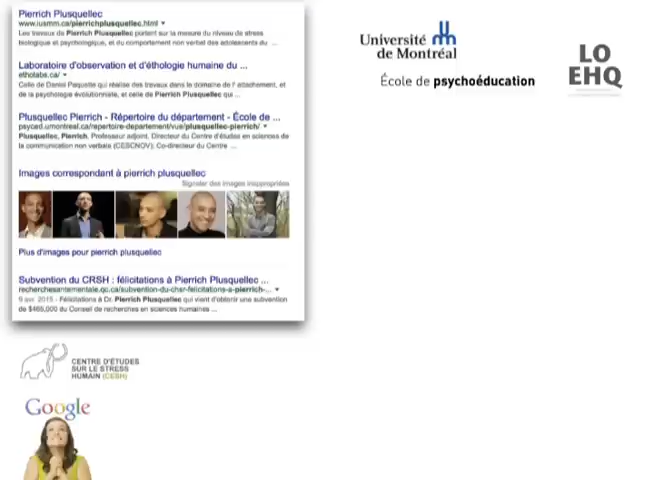 Pierrich Plusquellec
www.iusmm.ca/pierrichplusquellec.html
Les travaux de Pierrich Plusquellec portent sur la mesure du niveau de stress
biologique et psychologique, et du comportement non verbal des adolescents du ...
Laboratoire d'observation et d'éthologie humaine du ...
etholabs.ca/
Celle de Daniel Paquette qui réalise des travaux dans le domaine de l'attachement, et
de la psychologie évolutionniste, et celle de Pierrich Plusquellec qui ...
Plusquellec Pierrich - Répertoire du département - École de ...
psyced.umontreal.ca/repertoire-departement/vue/plusquellec-pierrich/
Plusquellec, Pierrich. Professeur adjoint. Directeur du Centre d'études en sciences de
la communication non verbale (CESCNOV); Co-directeur du Centre ...
Images correspondant à pierrich plusquellec
Signaler des images inappropriées
Plus d'images pour pierrich plusquellec
Subvention du CRSH : félicitations à Pierrich Plusquellec ...
recherchesantementale.qc.ca/subvention-du-chsr-felicitations-a-pierrich-...
9 avr. 2015 - Félicitations à Dr. Pierrich Plusquellec qui vient d'obtenir une subvention
de $465,000 du Conseil de recherches en sciences humaines ...
CENTRE D'ÉTUDES
SUR LE STRESS
HUMAIN (CESH)
Google
Université
de Montréal
École de psychoéducation
LO
EHQ